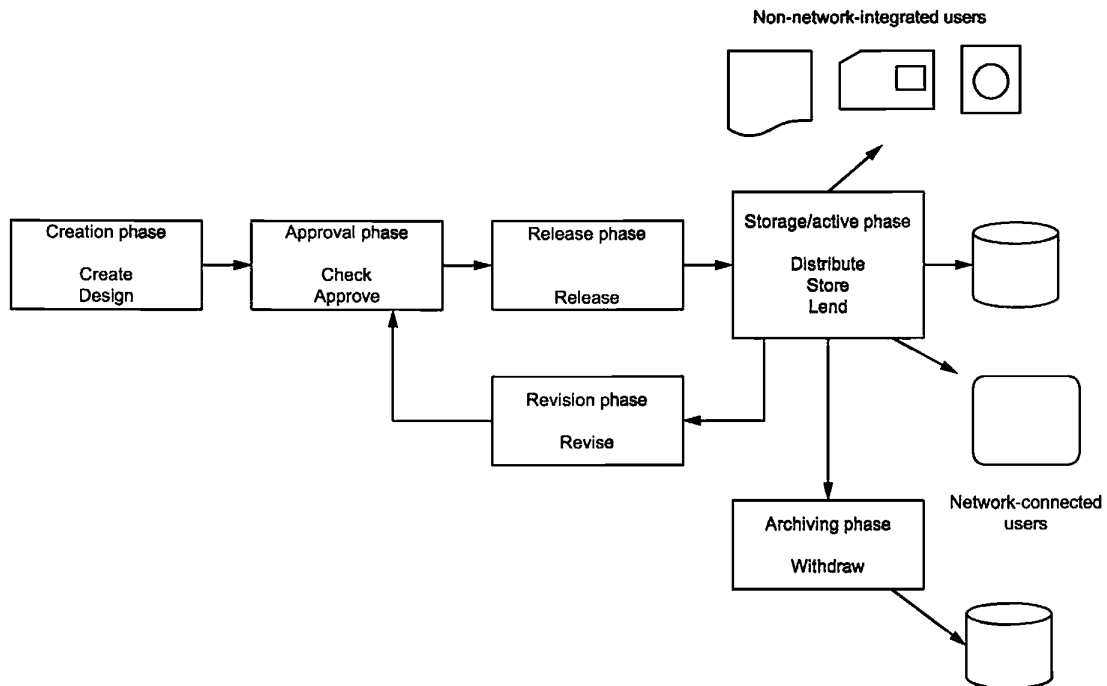 Non-network-integrated users
Creation phase
Create
Design
Approval phase
Check
Approve
Release phase
Release
Storage/active phase
Distribute
Store
Lend
Revision phase
Revise
Archiving phase
Withdraw
Network-connected
users